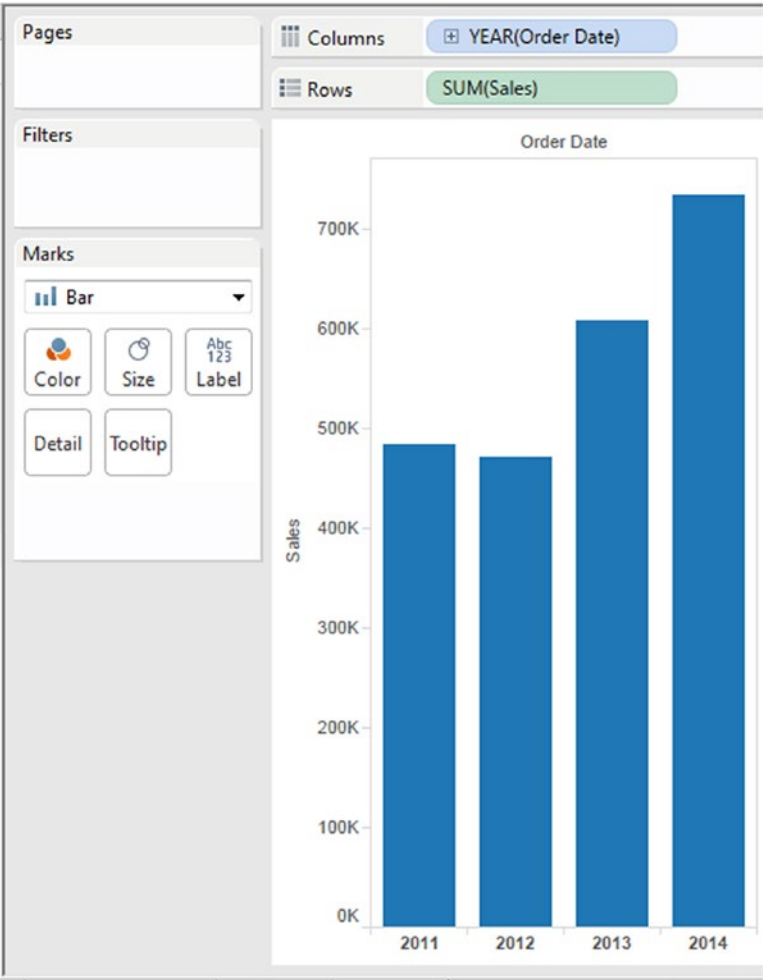 Pages
Columns
YEAR(Order Date)
Rows
SUM(Sales)
Filters
Marks
Bar
Color
Size
Abc
123
Label
Detail
Tooltip
Order Date
Sales
700K
600K
500K
400K
300K
200K
100K
0K
2011 2012 2013 2014